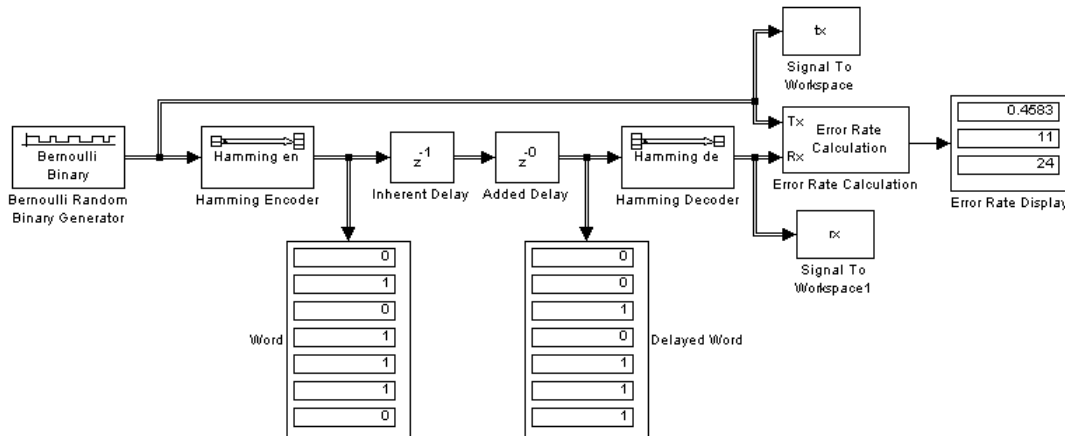 tx
Signal To
Workspace
Bernoulli
Binary
Bernoulli Random
Binary Generator
Hamming en
Hamming Encoder
z-1
Inherent Delay
z-0
Added Delay
Hamming de
Hamming Decoder
Tx
Rx
Error Rate
Calculation
Error Rate Calculation
0.4583
11
24
Error Rate Display
rx
Signal To
Workspace1
Word
0
1
0
1
1
1
0
0
0
1
0
1
1
1
Delayed Word